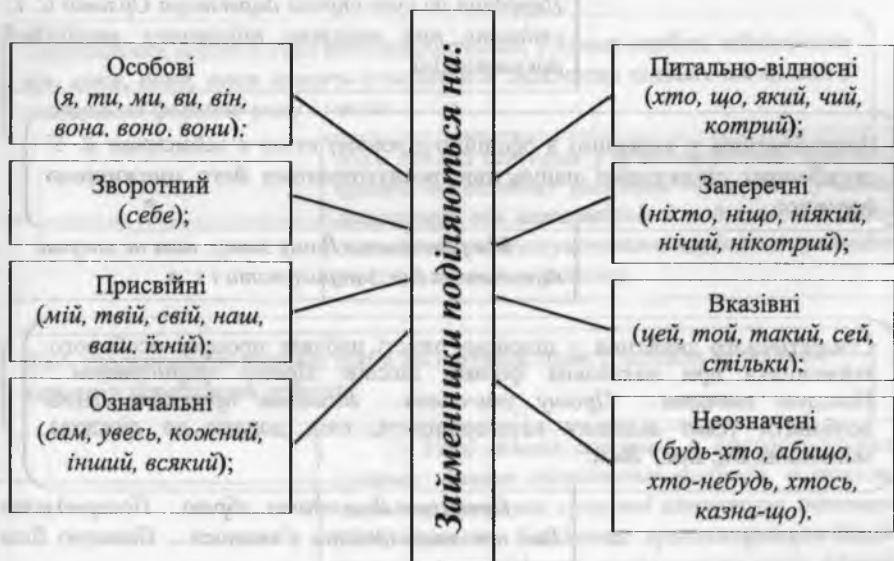 Займенники поділяються на:
Особові
(я, ти, ми, ви, він,
вона. воно. вони):
Зворотний
(себе);
Присвійні
(мій, твій, свій, наш,
ваш. їхній);
Означальні
(сам, увесь, кожний,
інший, всякий);
Питально-відносні
(хто, що, який, чий,
котрий);
Заперечні
(ніхто, ніщо, ніякий,
нічий, нікотрий);
Вказівні
(цей, той, такий, сей,
стільки);
Неозначені
(будь-хто, абищо,
хто-небудь, хтось,
казна-що).